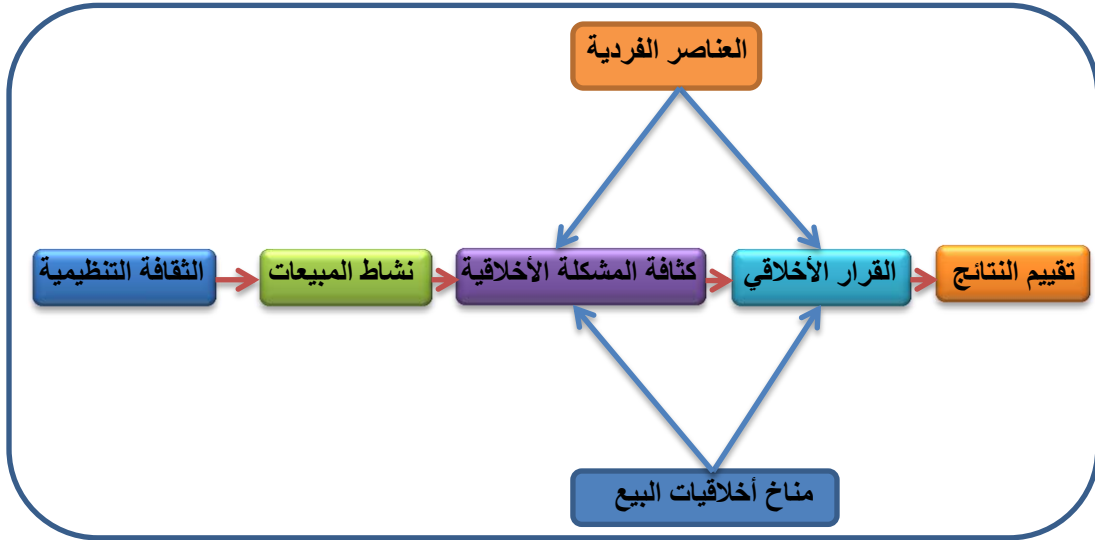 العناصر الفردية
الثقافة التنظيمية
نشاط المبيعات
كثافة المشكلة الأخلاقية
القرار الأخلاقي
تقييم النتائج
مناخ أخلاقيات البيع